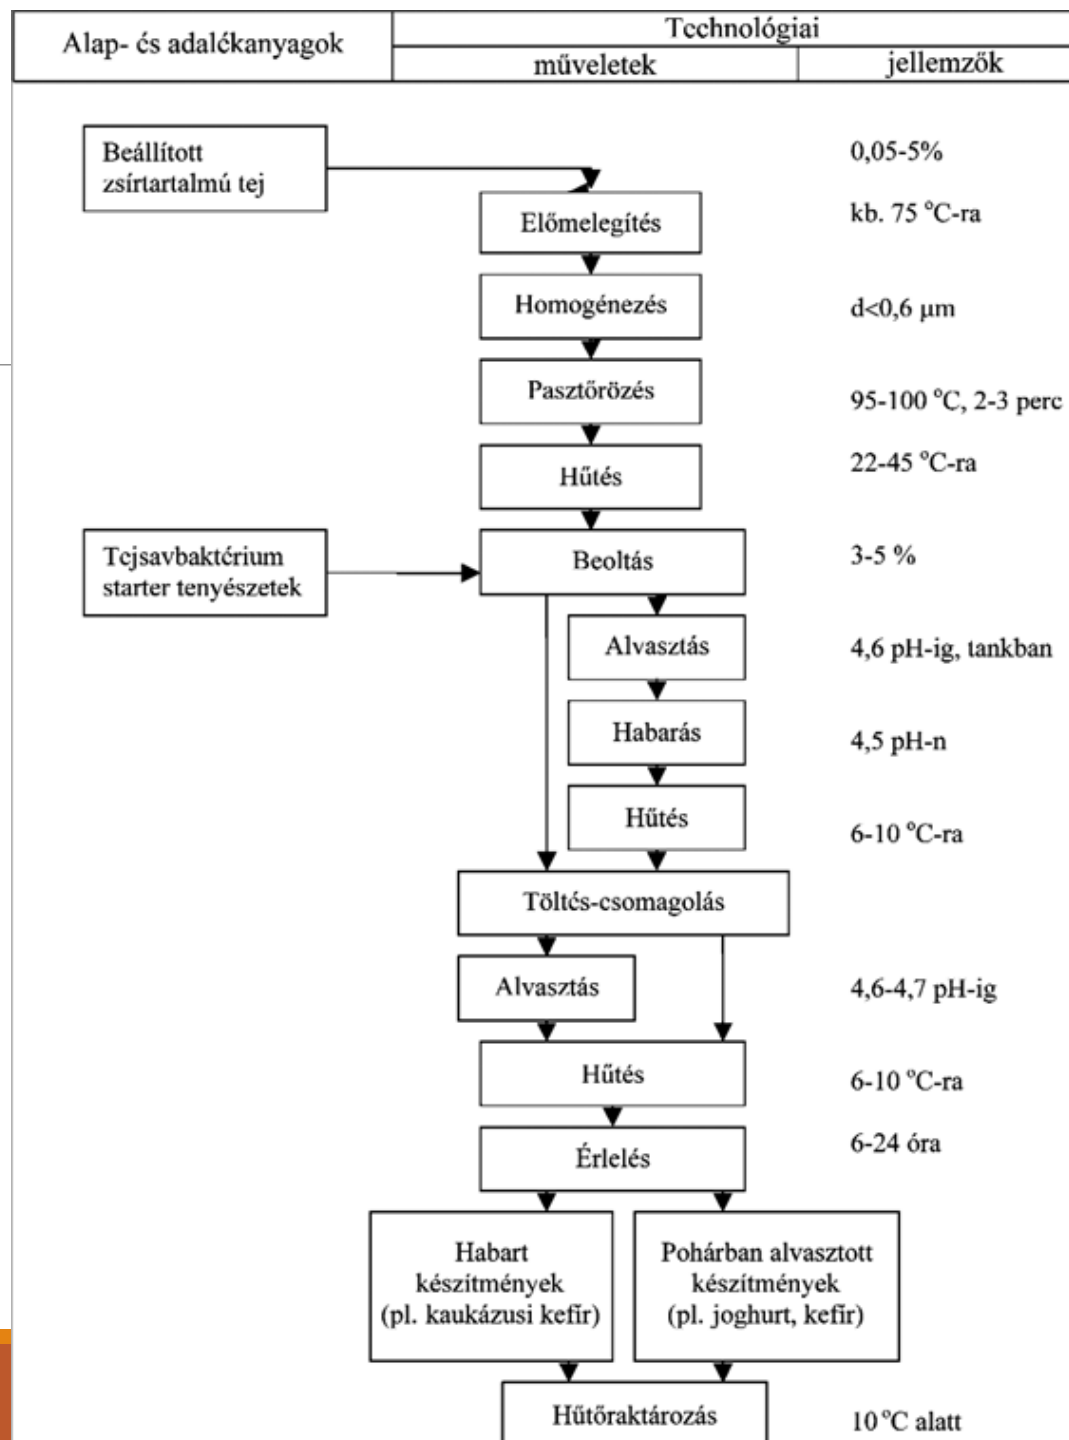 Alap- és adalékanyagok
Technológiai
műveletek
jellemzők
Beállított
zsírtartalmú tej
0,05-5%
Előmelegítés
kb. 75 °C-ra
Homogénezés
d<0,6 μm
Pasztőrözés
95-100 °C, 2-3 perc
Hűtés
22-45 °C-ra
Tejsavbaktérium
starter tenyészetek
Beoltás
3-5 %
Alvasztás
4,6 pH-ig, tankban
Habarás
4,5 pH-n
Hűtés
6-10 °C-ra
Töltés-csomagolás
Alvasztás
4,6-4,7 pH-ig
Hűtés
6-10 °C-ra
Érlelés
6-24 óra
Habart
készítmények
(pl. kaukázusi kefír)
Pohárban alvasztott
készítmények
(pl. joghurt, kefír)
Hűtőraktározás
10 °C alatt